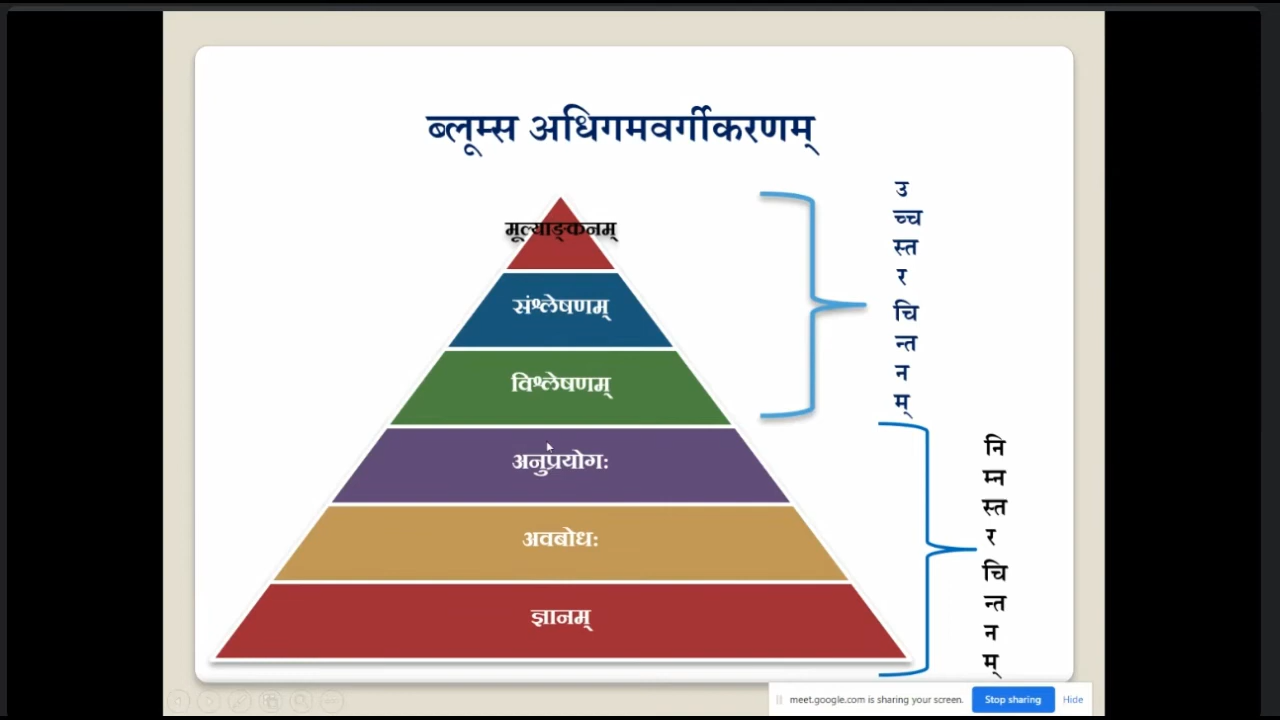 ब्लूम्स अधिगमवर्गीकरणम्
मूल्याङ्कनम्
संश्लेषणम्
विश्लेषणम्
अनुप्रयोगः
अवबोधः
ज्ञानम्
उ
च्च
स्त
र
चि
न्त
न
म्
नि
म्न
स्त
र
चि
न्त
न
म्
meet.google.com is sharing your screen.
Stop sharing
Hide